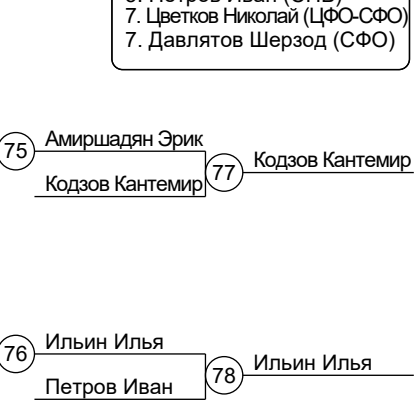 7. Цветков Николай (ЦФО-СФО)
7. Давлятов Шерзод (СФО)
75
Амиршадян Эрик
Кодзов Кантемир
77
Кодзов Кантемир
76
Ильин Илья
Петров Иван
78
Ильин Илья